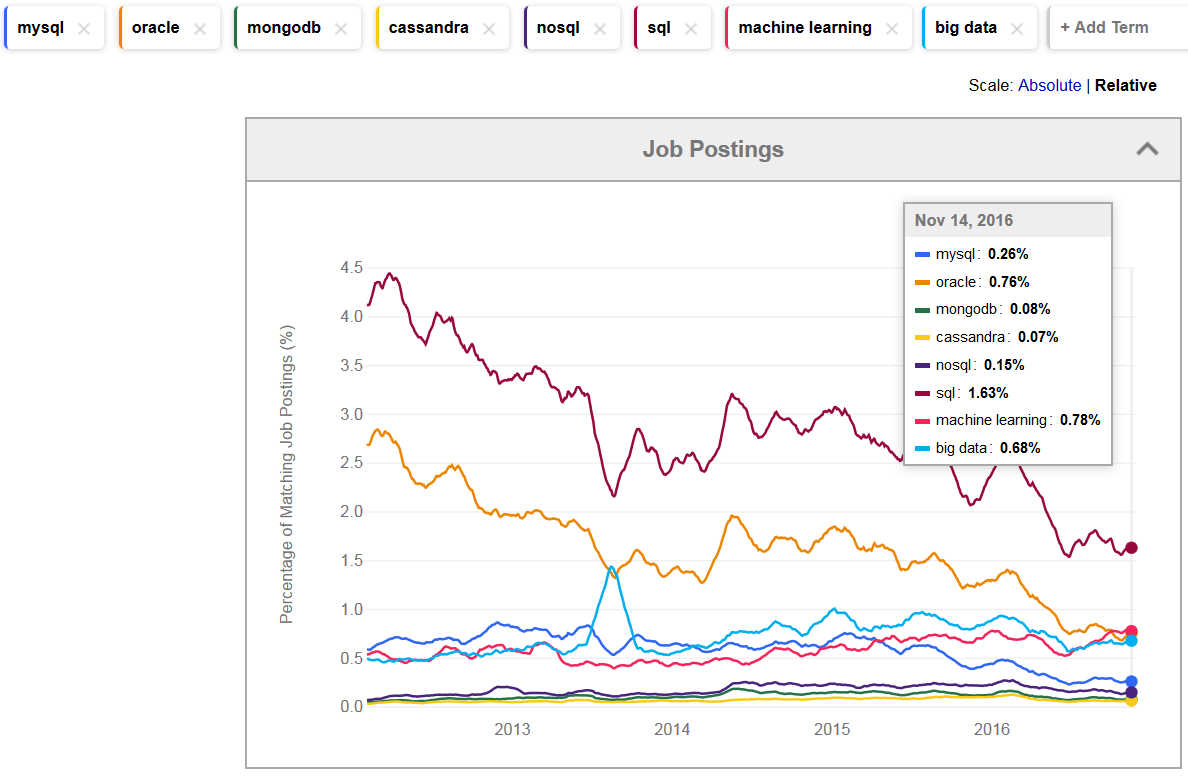 mysql × oracle × mongodb × cassandra × nosql × sql × machine learning × big data × + Add Term
Scale: Absolute | Relative
Job Postings
Nov 14, 2016
mysql: 0.26%
oracle: 0.76%
mongodb: 0.08%
cassandra: 0.07%
nosql: 0.15%
sql: 1.63%
machine learning: 0.78%
big data: 0.68%
Percentage of Matching Job Postings (%)
4.5
4.0
3.5
3.0
2.5
2.0
1.5
1.0
0.5
0.0
2013 2014 2015 2016